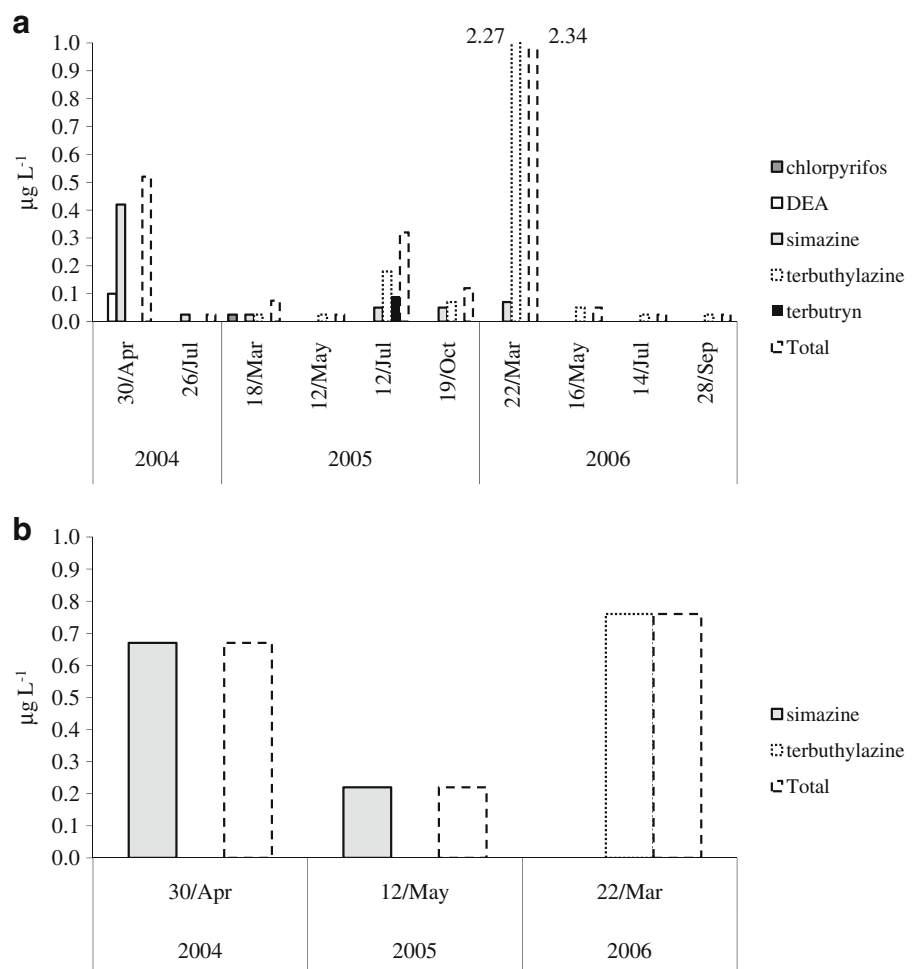 a
2.27 2.34
1.0
0.9
0.8
0.7
0.6
0.5
0.4
0.3
0.2
0.1
0.0
µg L⁻¹
30/Apr 26/Jul 18/Mar 12/May 12/Jul 19/Oct 22/Mar 16/May 14/Jul 28/Sep
2004 2005 2006
chlorpyrifos
DEA
simazine
terbuthylazine
terbutryn
Total
b
1.0
0.9
0.8
0.7
0.6
0.5
0.4
0.3
0.2
0.1
0.0
µg L⁻¹
30/Apr 12/May 22/Mar
2004 2005 2006
simazine
terbuthylazine
Total